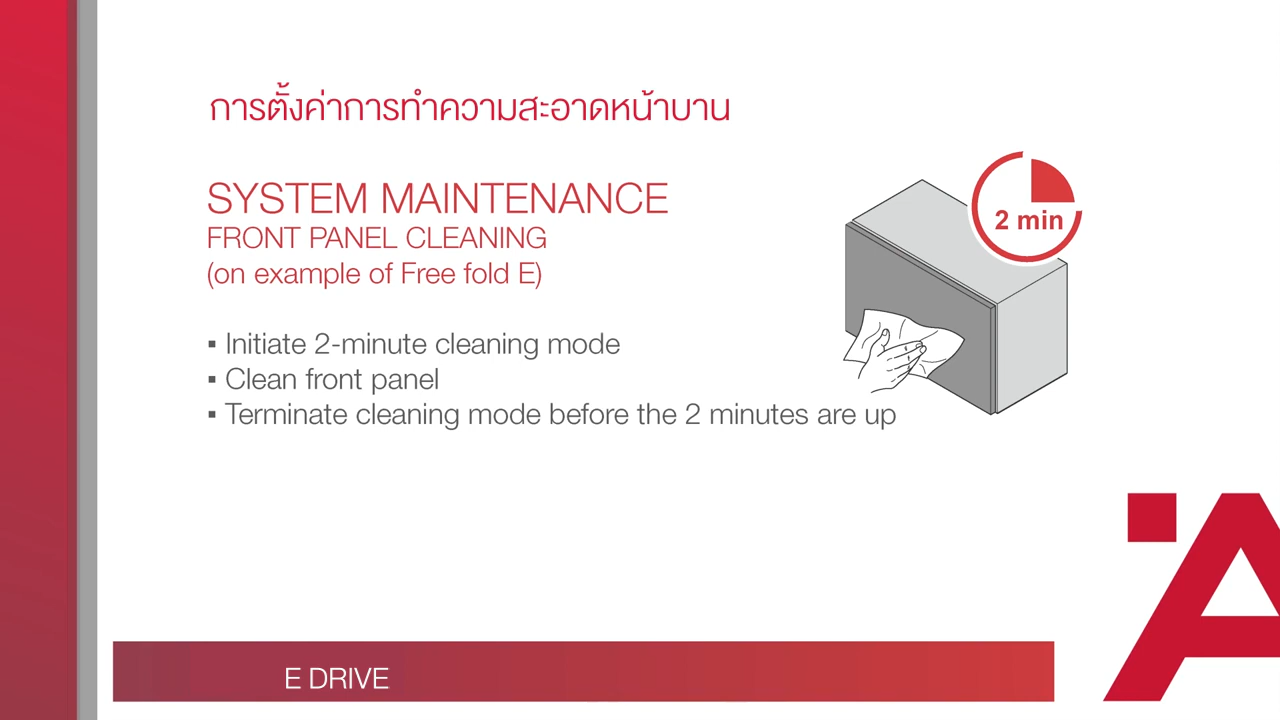 การตั้งค่าการทำความสะอาดหน้าบาน
SYSTEM MAINTENANCE
FRONT PANEL CLEANING
(on example of Free fold E)
2 min
▪ Initiate 2-minute cleaning mode
▪ Clean front panel
▪ Terminate cleaning mode before the 2 minutes are up
E DRIVE